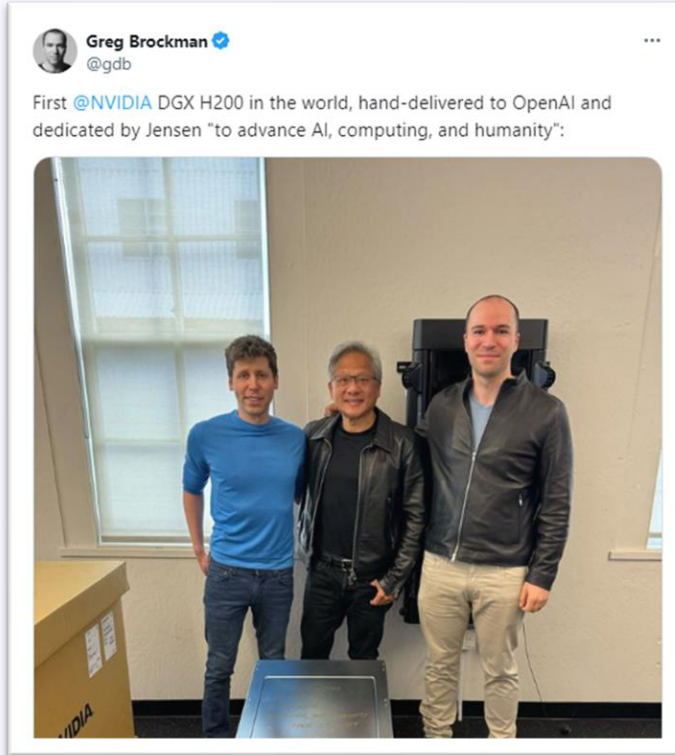 Greg Brockman
@gdb
First @NVIDIA DGX H200 in the world, hand-delivered to OpenAI and
dedicated by Jensen "to advance AI, computing, and humanity":
VIDIA